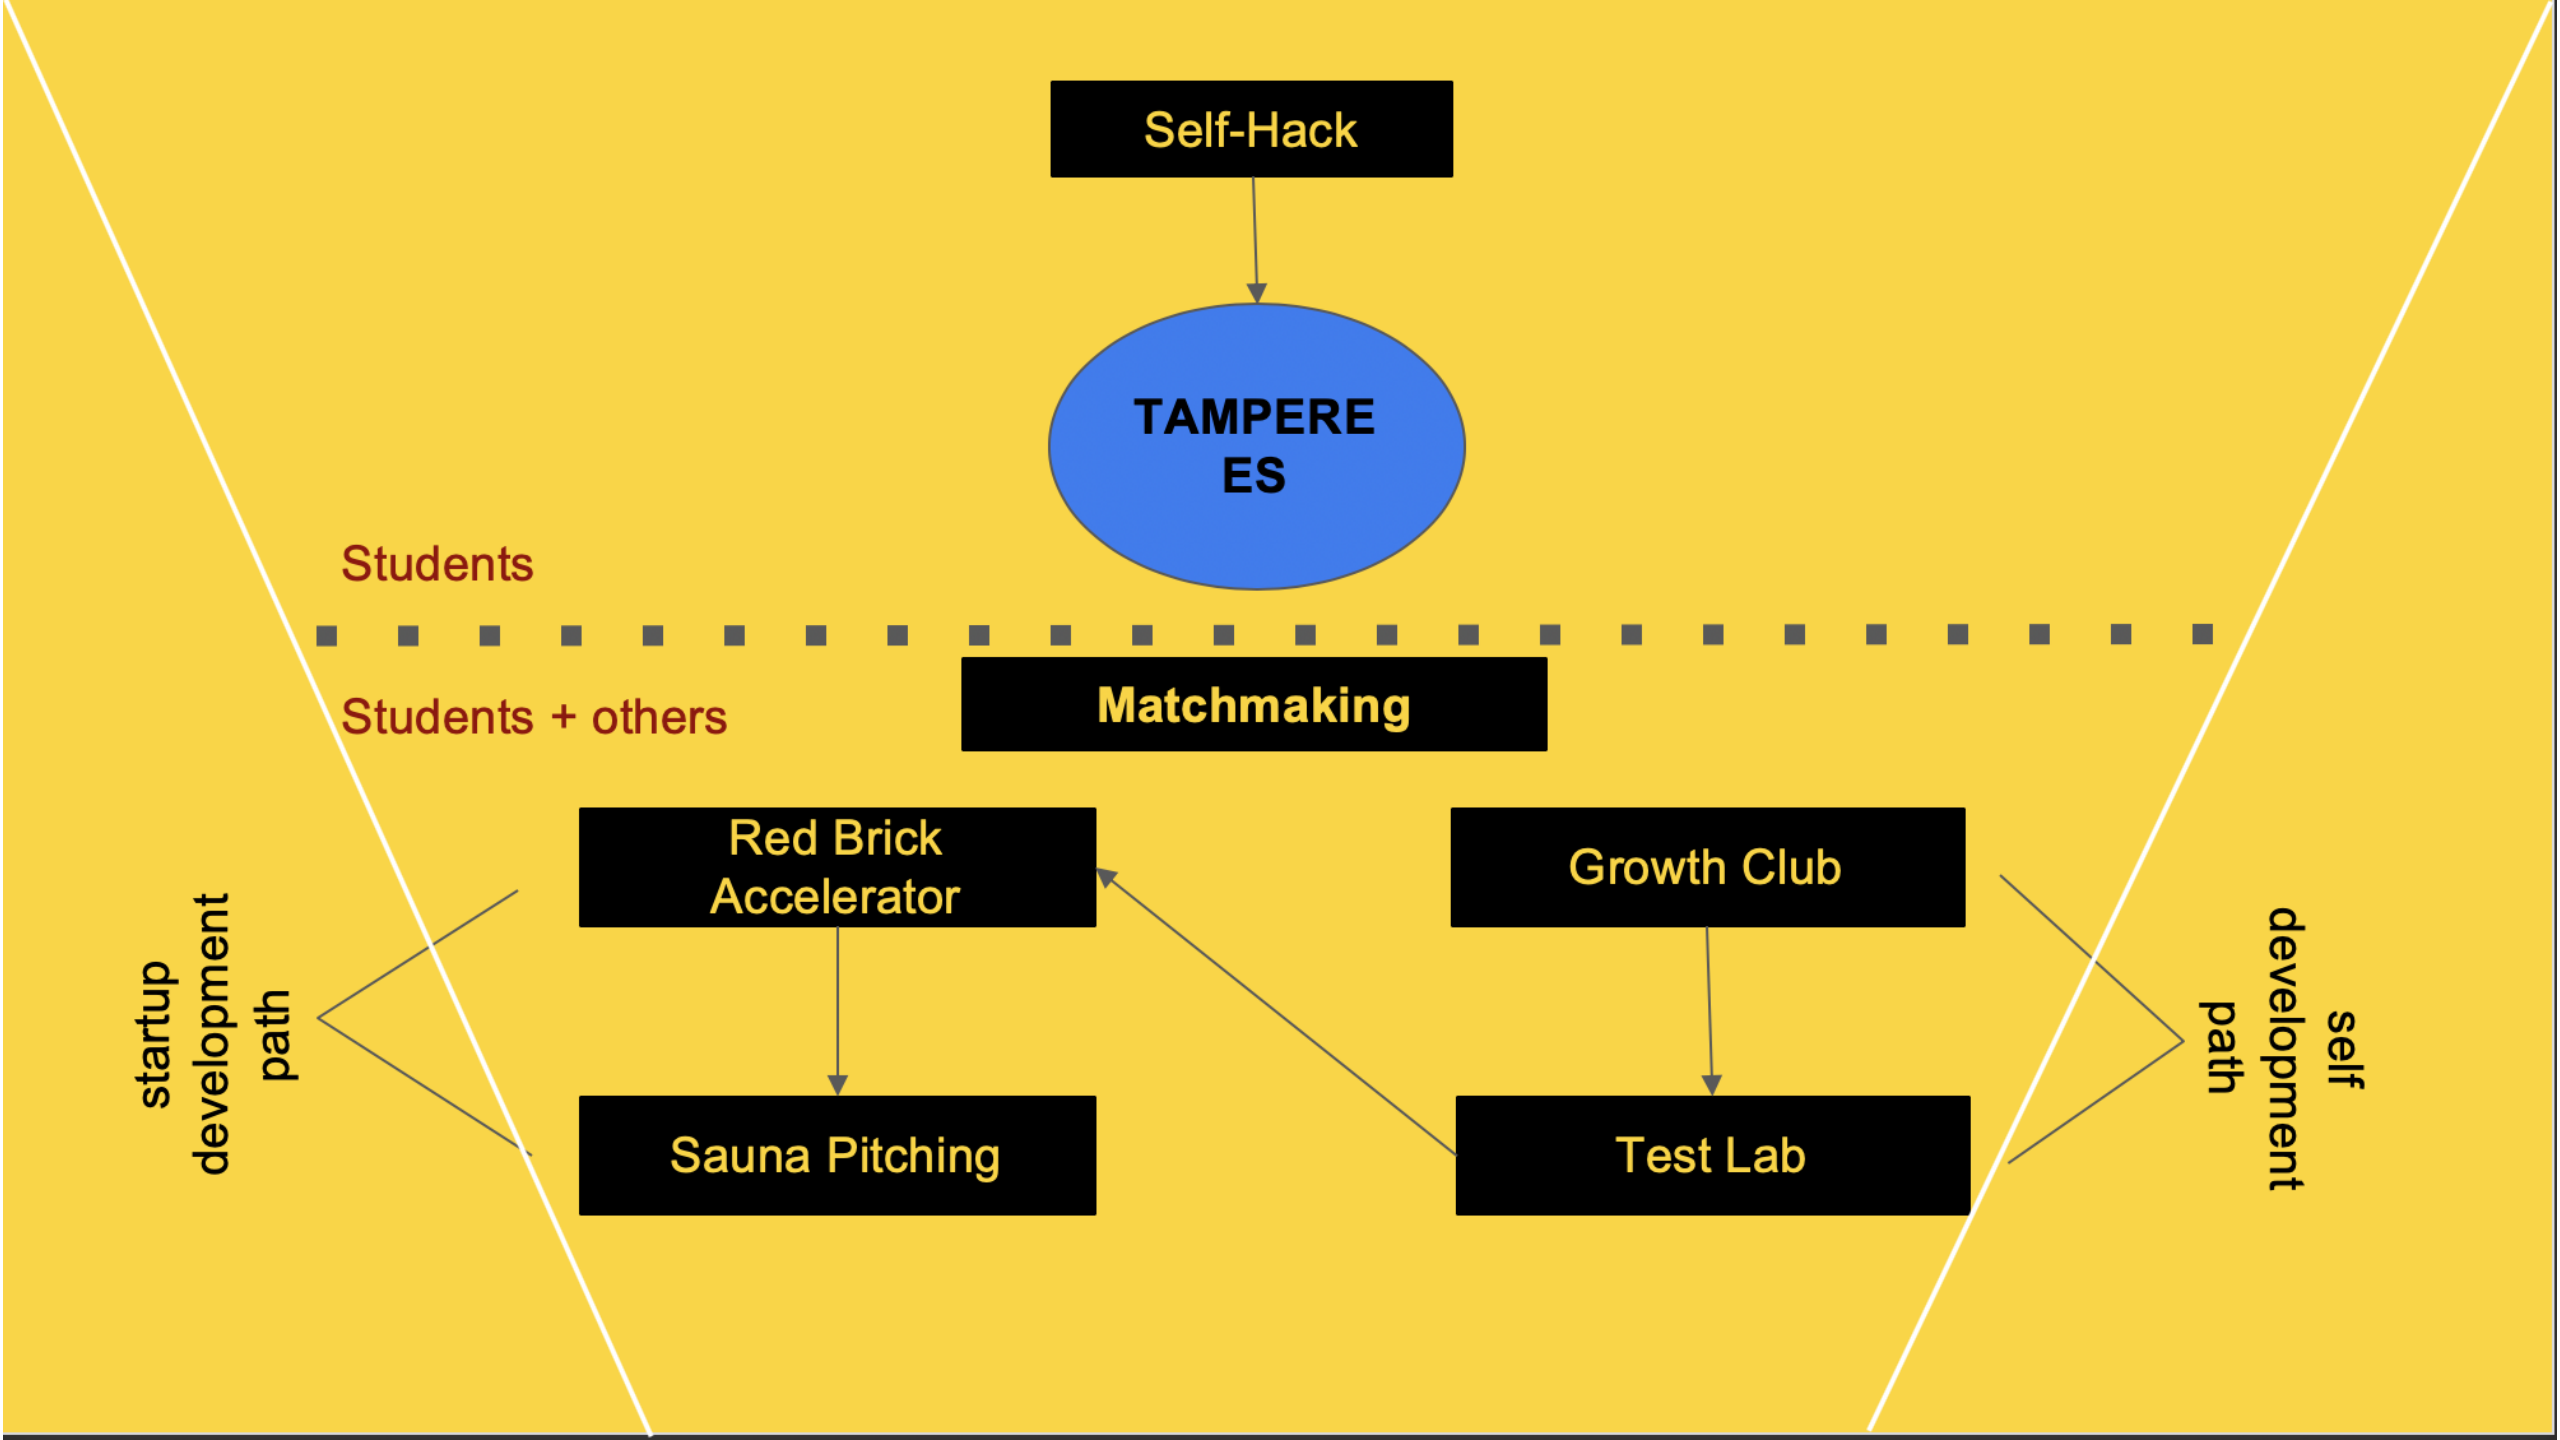 Self-Hack
TAMPERE
ES
Students
Students + others
Matchmaking
Red Brick
Accelerator
Growth Club
startup
development
path
self
development
path
Sauna Pitching
Test Lab